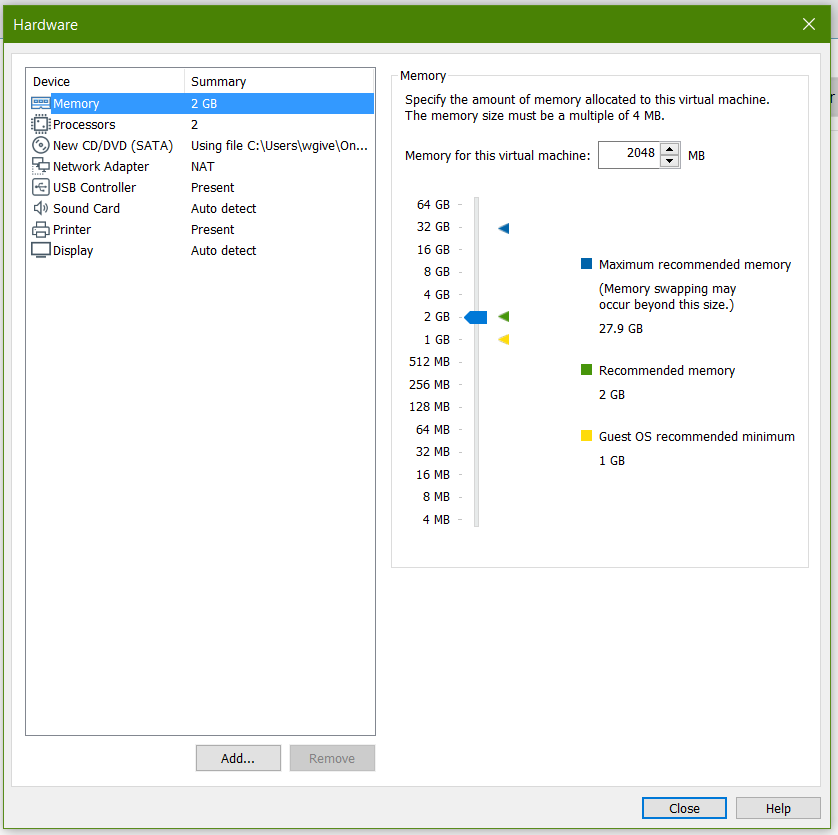 Hardware
Device Summary
Memory 2 GB
Processors 2
New CD/DVD (SATA) Using file C:\Users\wgive\On...
Network Adapter NAT
USB Controller Present
Sound Card Auto detect
Printer Present
Display Auto detect
Add...
Remove
Memory
Specify the amount of memory allocated to this virtual machine.
The memory size must be a multiple of 4 MB.
Memory for this virtual machine: 2048 MB
64 GB
32 GB
16 GB
8 GB
4 GB
2 GB
1 GB
512 MB
256 MB
128 MB
64 MB
32 MB
16 MB
8 MB
4 MB
Maximum recommended memory
(Memory swapping may
occur beyond this size.)
27.9 GB
Recommended memory
2 GB
Guest OS recommended minimum
1 GB
Close
Help